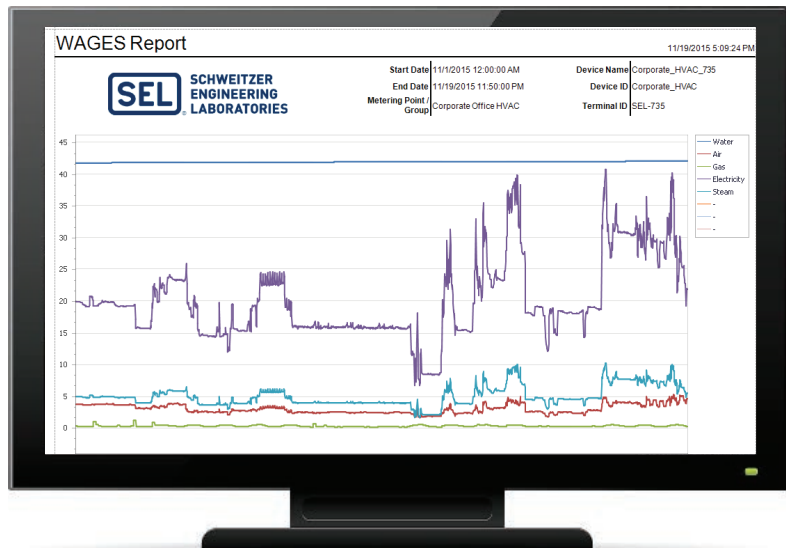 WAGES Report
11/19/2015 5:09:24 PM
SEL SCHWEITZER
ENGINEERING
LABORATORIES
Start Date 11/1/2015 12:00:00 AM
End Date 11/19/2015 11:50:00 PM
Metering Point /
Group Corporate Office HVAC
Device Name Corporate_HVAC_735
Device ID Corporate_HVAC
Terminal ID SEL-735
45
40
35
30
25
20
15
10
5
0
Water
Air
Gas
Electricity
Steam
-
-
-